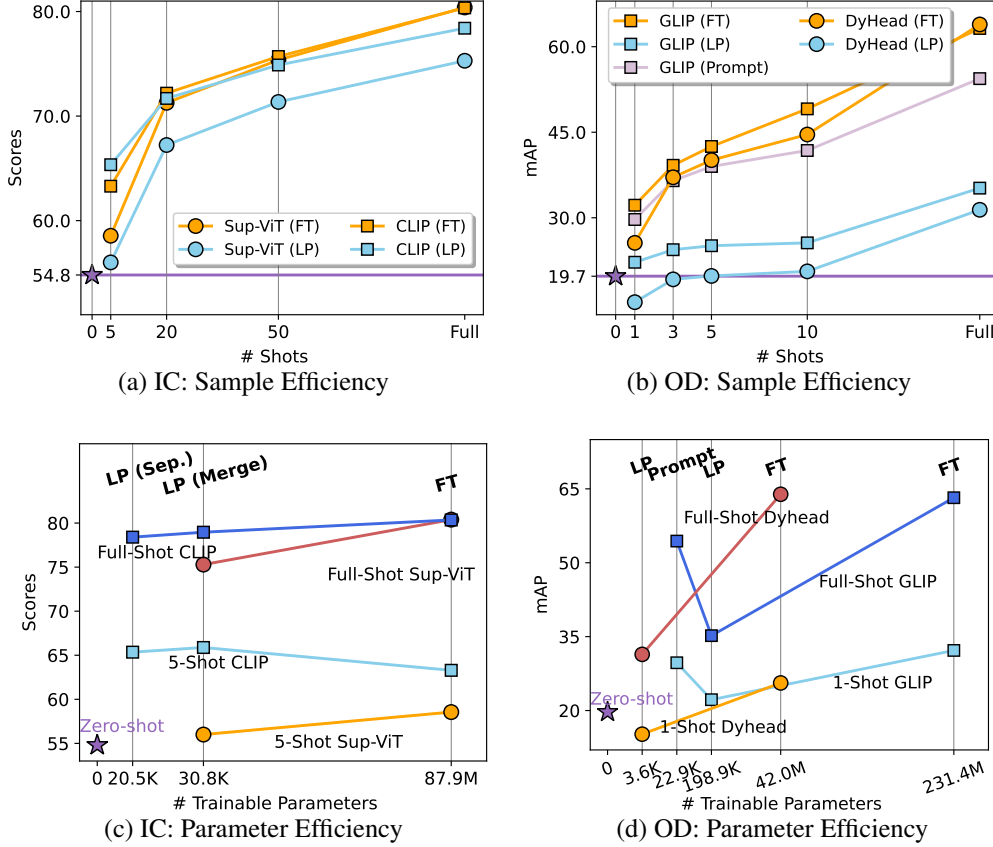 80.0
70.0
60.0
54.8
Scores
Sup-ViT (FT) CLIP (FT)
Sup-ViT (LP) CLIP (LP)
0 5 20 50 Full
# Shots
(a) IC: Sample Efficiency
GLIP (FT) DyHead (FT)
GLIP (LP) DyHead (LP)
GLIP (Prompt)
60.0
45.0
30.0
19.7
mAP
0 1 3 5 10 Full
# Shots
(b) OD: Sample Efficiency
LP (Sep.) LP (Merge) FT
80
75
70
65
60
55
Scores
Full-Shot CLIP
Full-Shot Sup-ViT
5-Shot CLIP
Zero-shot
5-Shot Sup-ViT
0 20.5K 30.8K 87.9M
# Trainable Parameters
(c) IC: Parameter Efficiency
LP Prompt LP FT FT
65
50
35
20
mAP
Full-Shot Dyhead
Full-Shot GLIP
1-Shot GLIP
Zero-shot
1-Shot Dyhead
0 3.6K 22.9K 198.9K 42.0M 231.4M
# Trainable Parameters
(d) OD: Parameter Efficiency